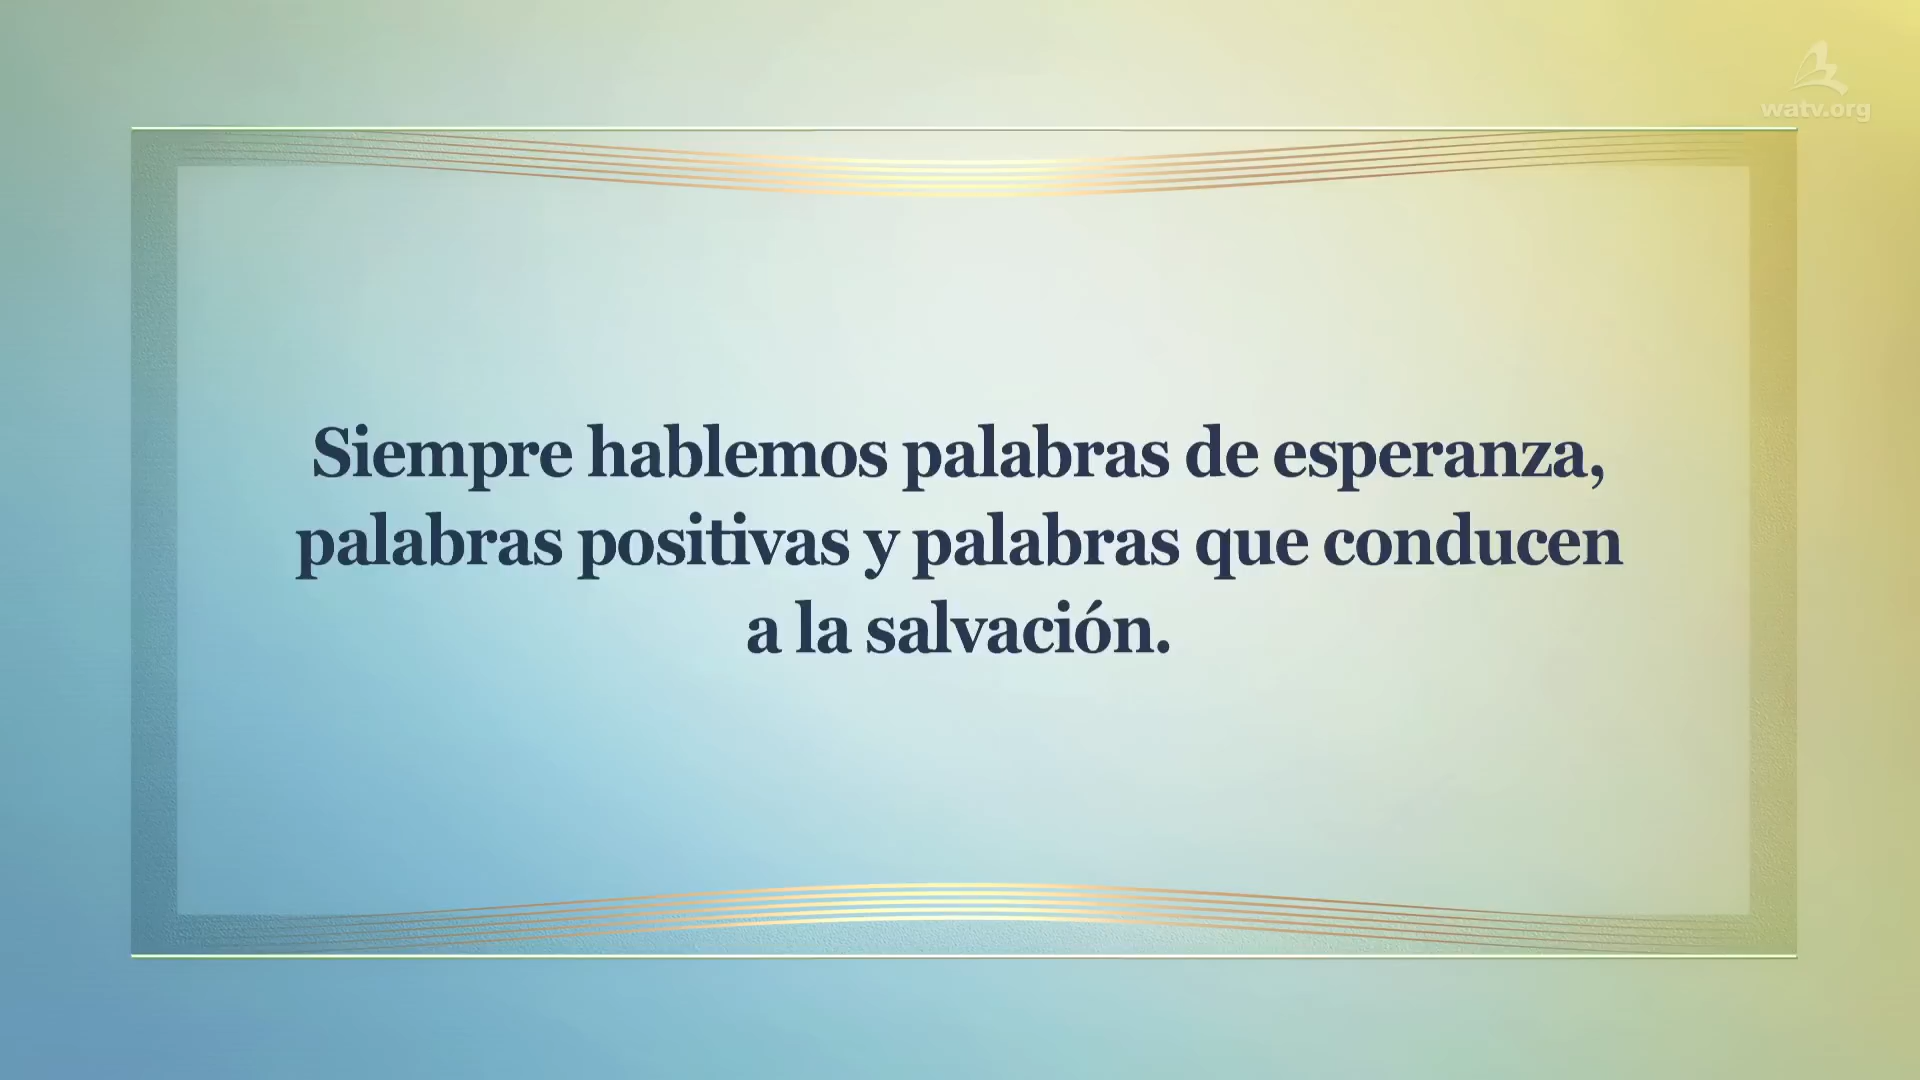 watv.org
Siempre hablemos palabras de esperanza,
palabras positivas y palabras que conducen
a la salvación.